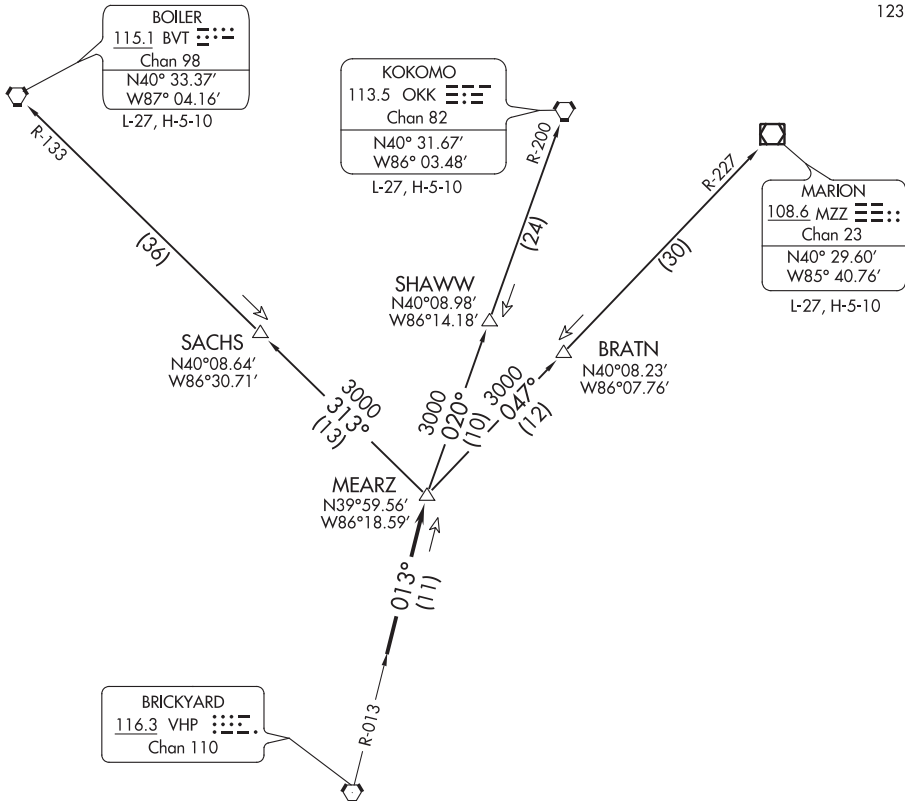 123
BOILER
115.1 BVT
Chan 98
N40° 33.37′
W87° 04.16′
L-27, H-5-10
KOKOMO
113.5 OKK
Chan 82
N40° 31.67′
W86° 03.48′
L-27, H-5-10
MARION
108.6 MZZ
Chan 23
N40° 29.60′
W85° 40.76′
L-27, H-5-10
R-133
R-200
R-227
(36)
(24)
(30)
SHAWW
N40°08.98′
W86°14.18′
SACHS
N40°08.64′
W86°30.71′
BRATN
N40°08.23′
W86°07.76′
3000
313°
(13)
3000
020°
(10)
3000
047°
(12)
MEARZ
N39°59.56′
W86°18.59′
013°
(11)
BRICKYARD
116.3 VHP
Chan 110
R-013